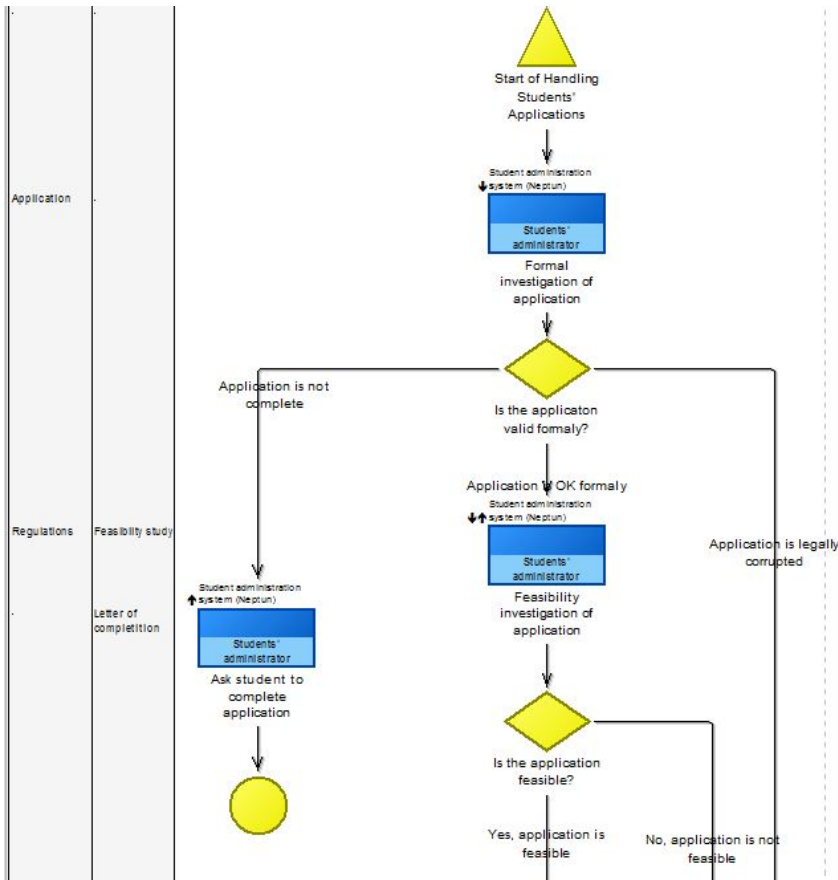 Start of Handling
Students'
Applications
Student administration
system (Neptun)
Application
Students'
administrator
Formal
investigation of
application
Application is not
complete
Is the applicaton
valid formaly?
Application is OK formaly
Student administration
system (Neptun)
Regulations
Feasibility study
Students'
administrator
Application is legally
corrupted
Feasibility
investigation of
application
Student administration
system (Neptun)
Letter of
completition
Students'
administrator
Ask student to
complete
application
Is the application
feasible?
Yes, application is
feasible
No, application is not
feasible